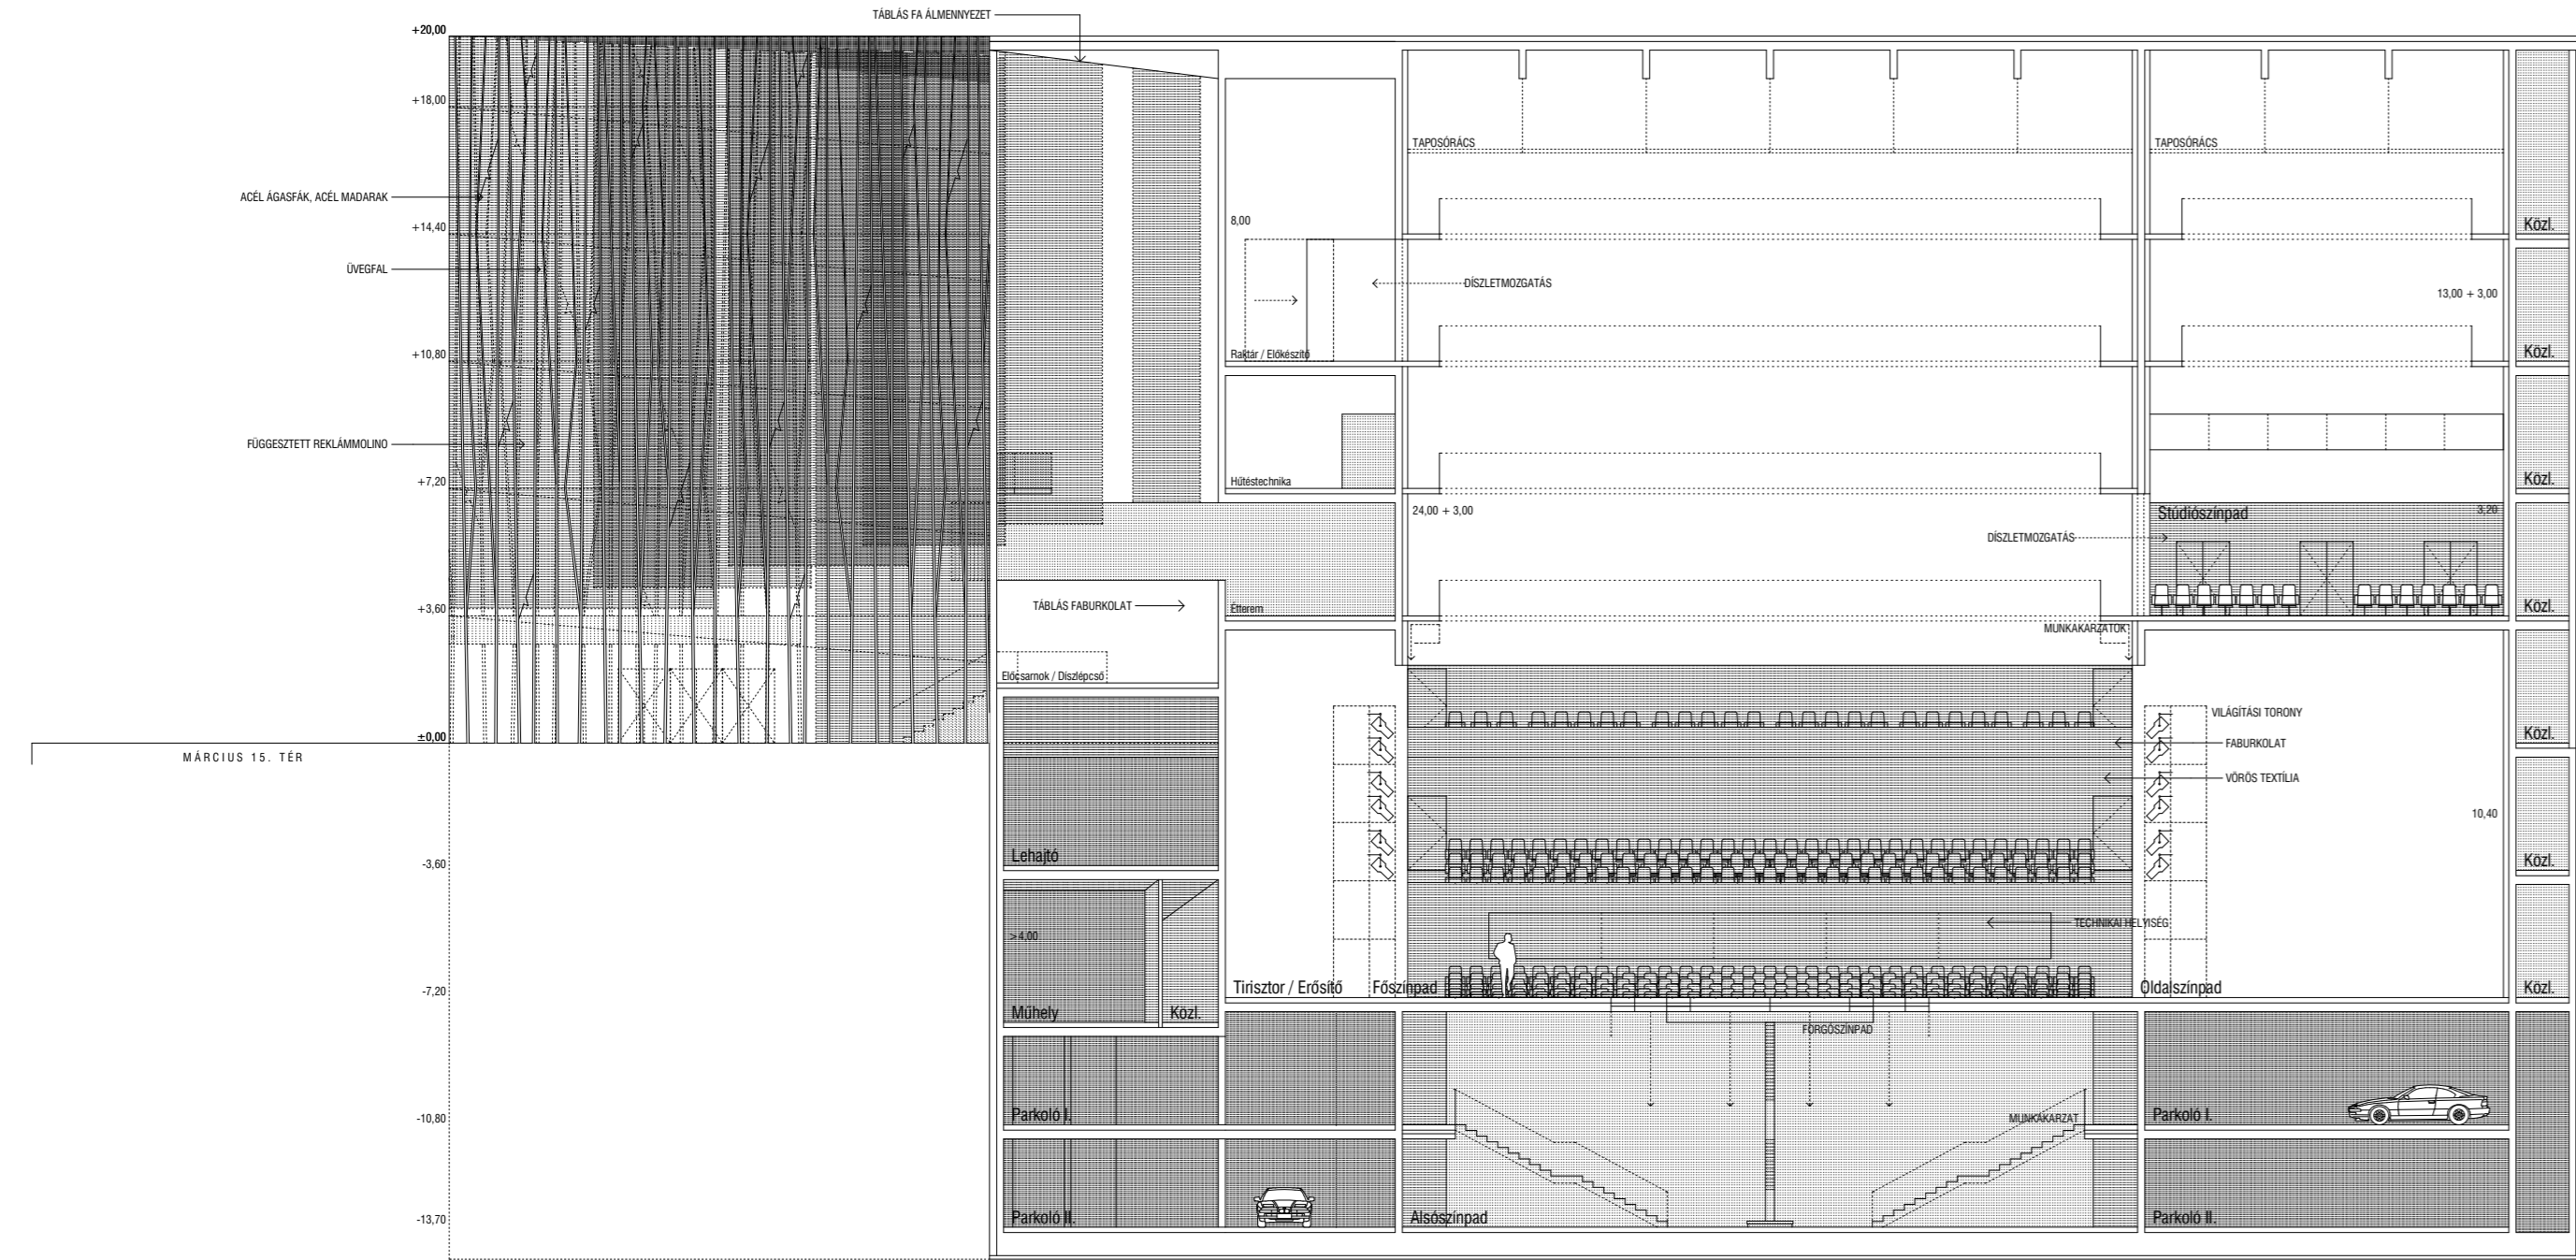 TÁBLÁS FA ÁLMENNYEZET
+20,00
+18,00
TAPOSÓRÁCS
TAPOSÓRÁCS
ACÉL ÁGASFÁK, ACÉL MADARAK
8,00
+14,40
Közl.
ÜVEGFAL
DÍSZLETMOZGATÁS
13,00 + 3,00
+10,80
Raktár / Előkészítő
Közl.
FÜGGESZTETT REKLÁMMOLINO
+7,20
Hűtéstechnika
Közl.
24,00 + 3,00
Stúdiószínpad
3,20
DÍSZLETMOZGATÁS
TÁBLÁS FABURKOLAT
+3,60
Étterem
Közl.
MUNKAKARZATOK
Előcsarnok / Díszlépcső
VILÁGÍTÁSI TORONY
±0,00
FABURKOLAT
Közl.
MÁRCIUS 15. TÉR
VÖRÖS TEXTÍLIA
10,40
-3,60
Lehajtó
Közl.
>4,00
TECHNIKAI HELYISÉG
-7,20
Tirisztor / Erősítő
Főszínpad
Oldalszínpad
Közl.
Műhely
Közl.
FORGÓSZÍNPAD
-10,80
Parkoló I.
MUNKAKARZAT
Parkoló I.
-13,70
Parkoló II.
Alsószínpad
Parkoló II.